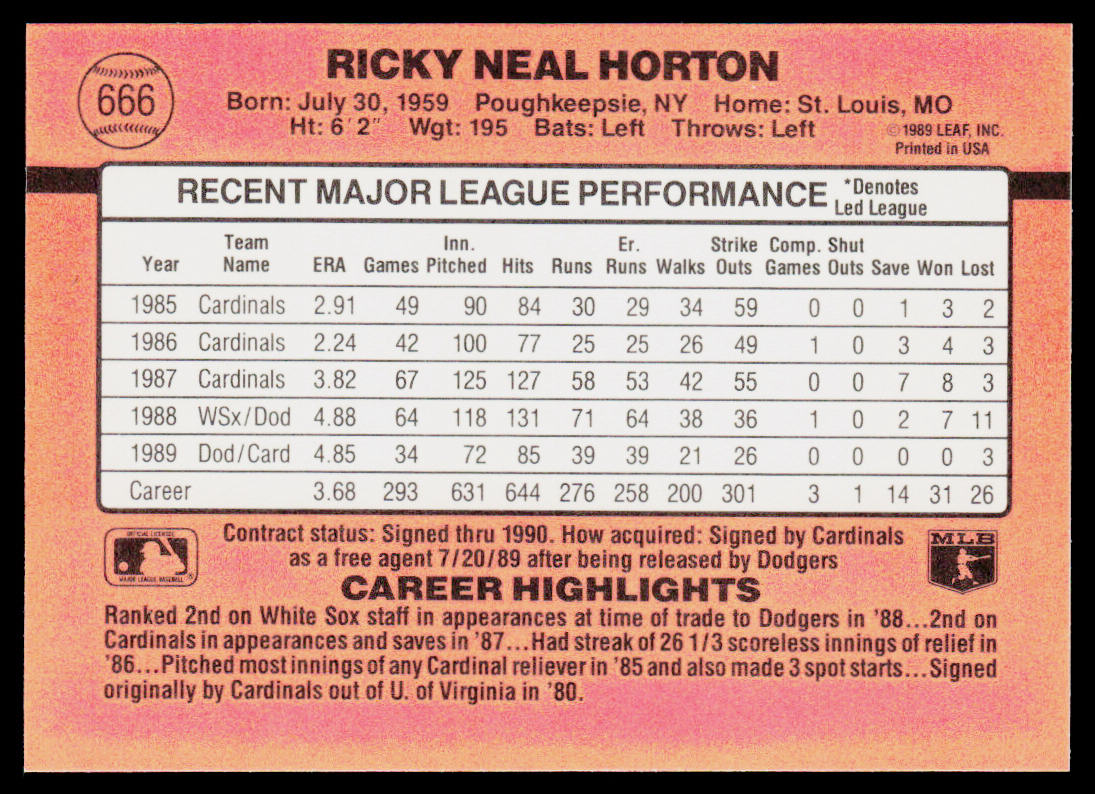 666
RICKY NEAL HORTON
Born: July 30, 1959 Poughkeepsie, NY Home: St. Louis, MO
Ht: 6' 2" Wgt: 195 Bats: Left Throws: Left
©1989 LEAF, INC.
Printed in USA
RECENT MAJOR LEAGUE PERFORMANCE *Denotes Led League
Year Team Name ERA Games Inn. Pitched Hits Runs Er. Runs Walks Strike Outs Comp. Games Shut Outs Save Won Lost
1985 Cardinals 2.91 49 90 84 30 29 34 59 0 0 1 3 2
1986 Cardinals 2.24 42 100 77 25 25 26 49 1 0 3 4 3
1987 Cardinals 3.82 67 125 127 58 53 42 55 0 0 7 8 3
1988 WSx/Dod 4.88 64 118 131 71 64 38 36 1 0 2 7 11
1989 Dod/Card 4.85 34 72 85 39 39 21 26 0 0 0 0 3
Career 3.68 293 631 644 276 258 200 301 3 1 14 31 26
Contract status: Signed thru 1990. How acquired: Signed by Cardinals
as a free agent 7/20/89 after being released by Dodgers
OFFICIAL LICENSEE
MAJOR LEAGUE BASEBALL®
MLB
CAREER HIGHLIGHTS
Ranked 2nd on White Sox staff in appearances at time of trade to Dodgers in '88...2nd on
Cardinals in appearances and saves in '87...Had streak of 26 1/3 scoreless innings of relief in
'86...Pitched most innings of any Cardinal reliever in '85 and also made 3 spot starts...Signed
originally by Cardinals out of U. of Virginia in '80.